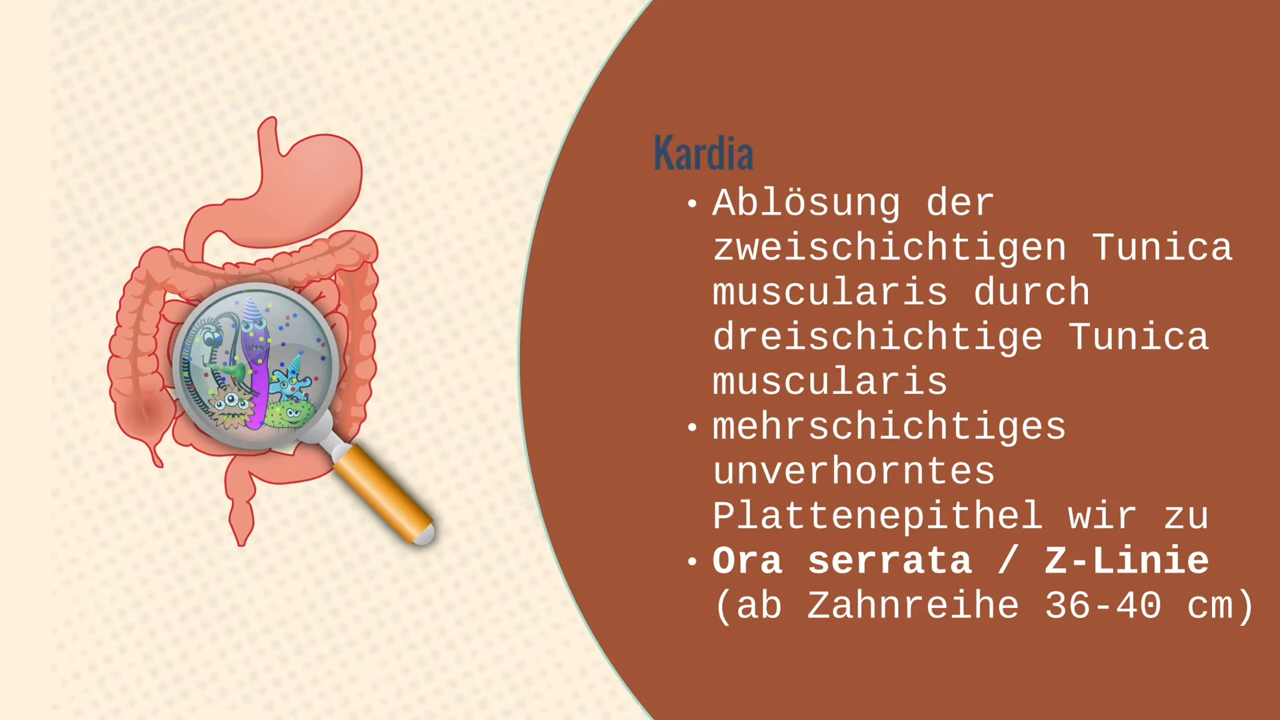 Kardia
• Ablösung der
zweischichtigen Tunica
muscularis durch
dreischichtige Tunica
muscularis
• mehrschichtiges
unverhorntes
Plattenepithel wir zu
• Ora serrata / Z-Linie
(ab Zahnreihe 36-40 cm)